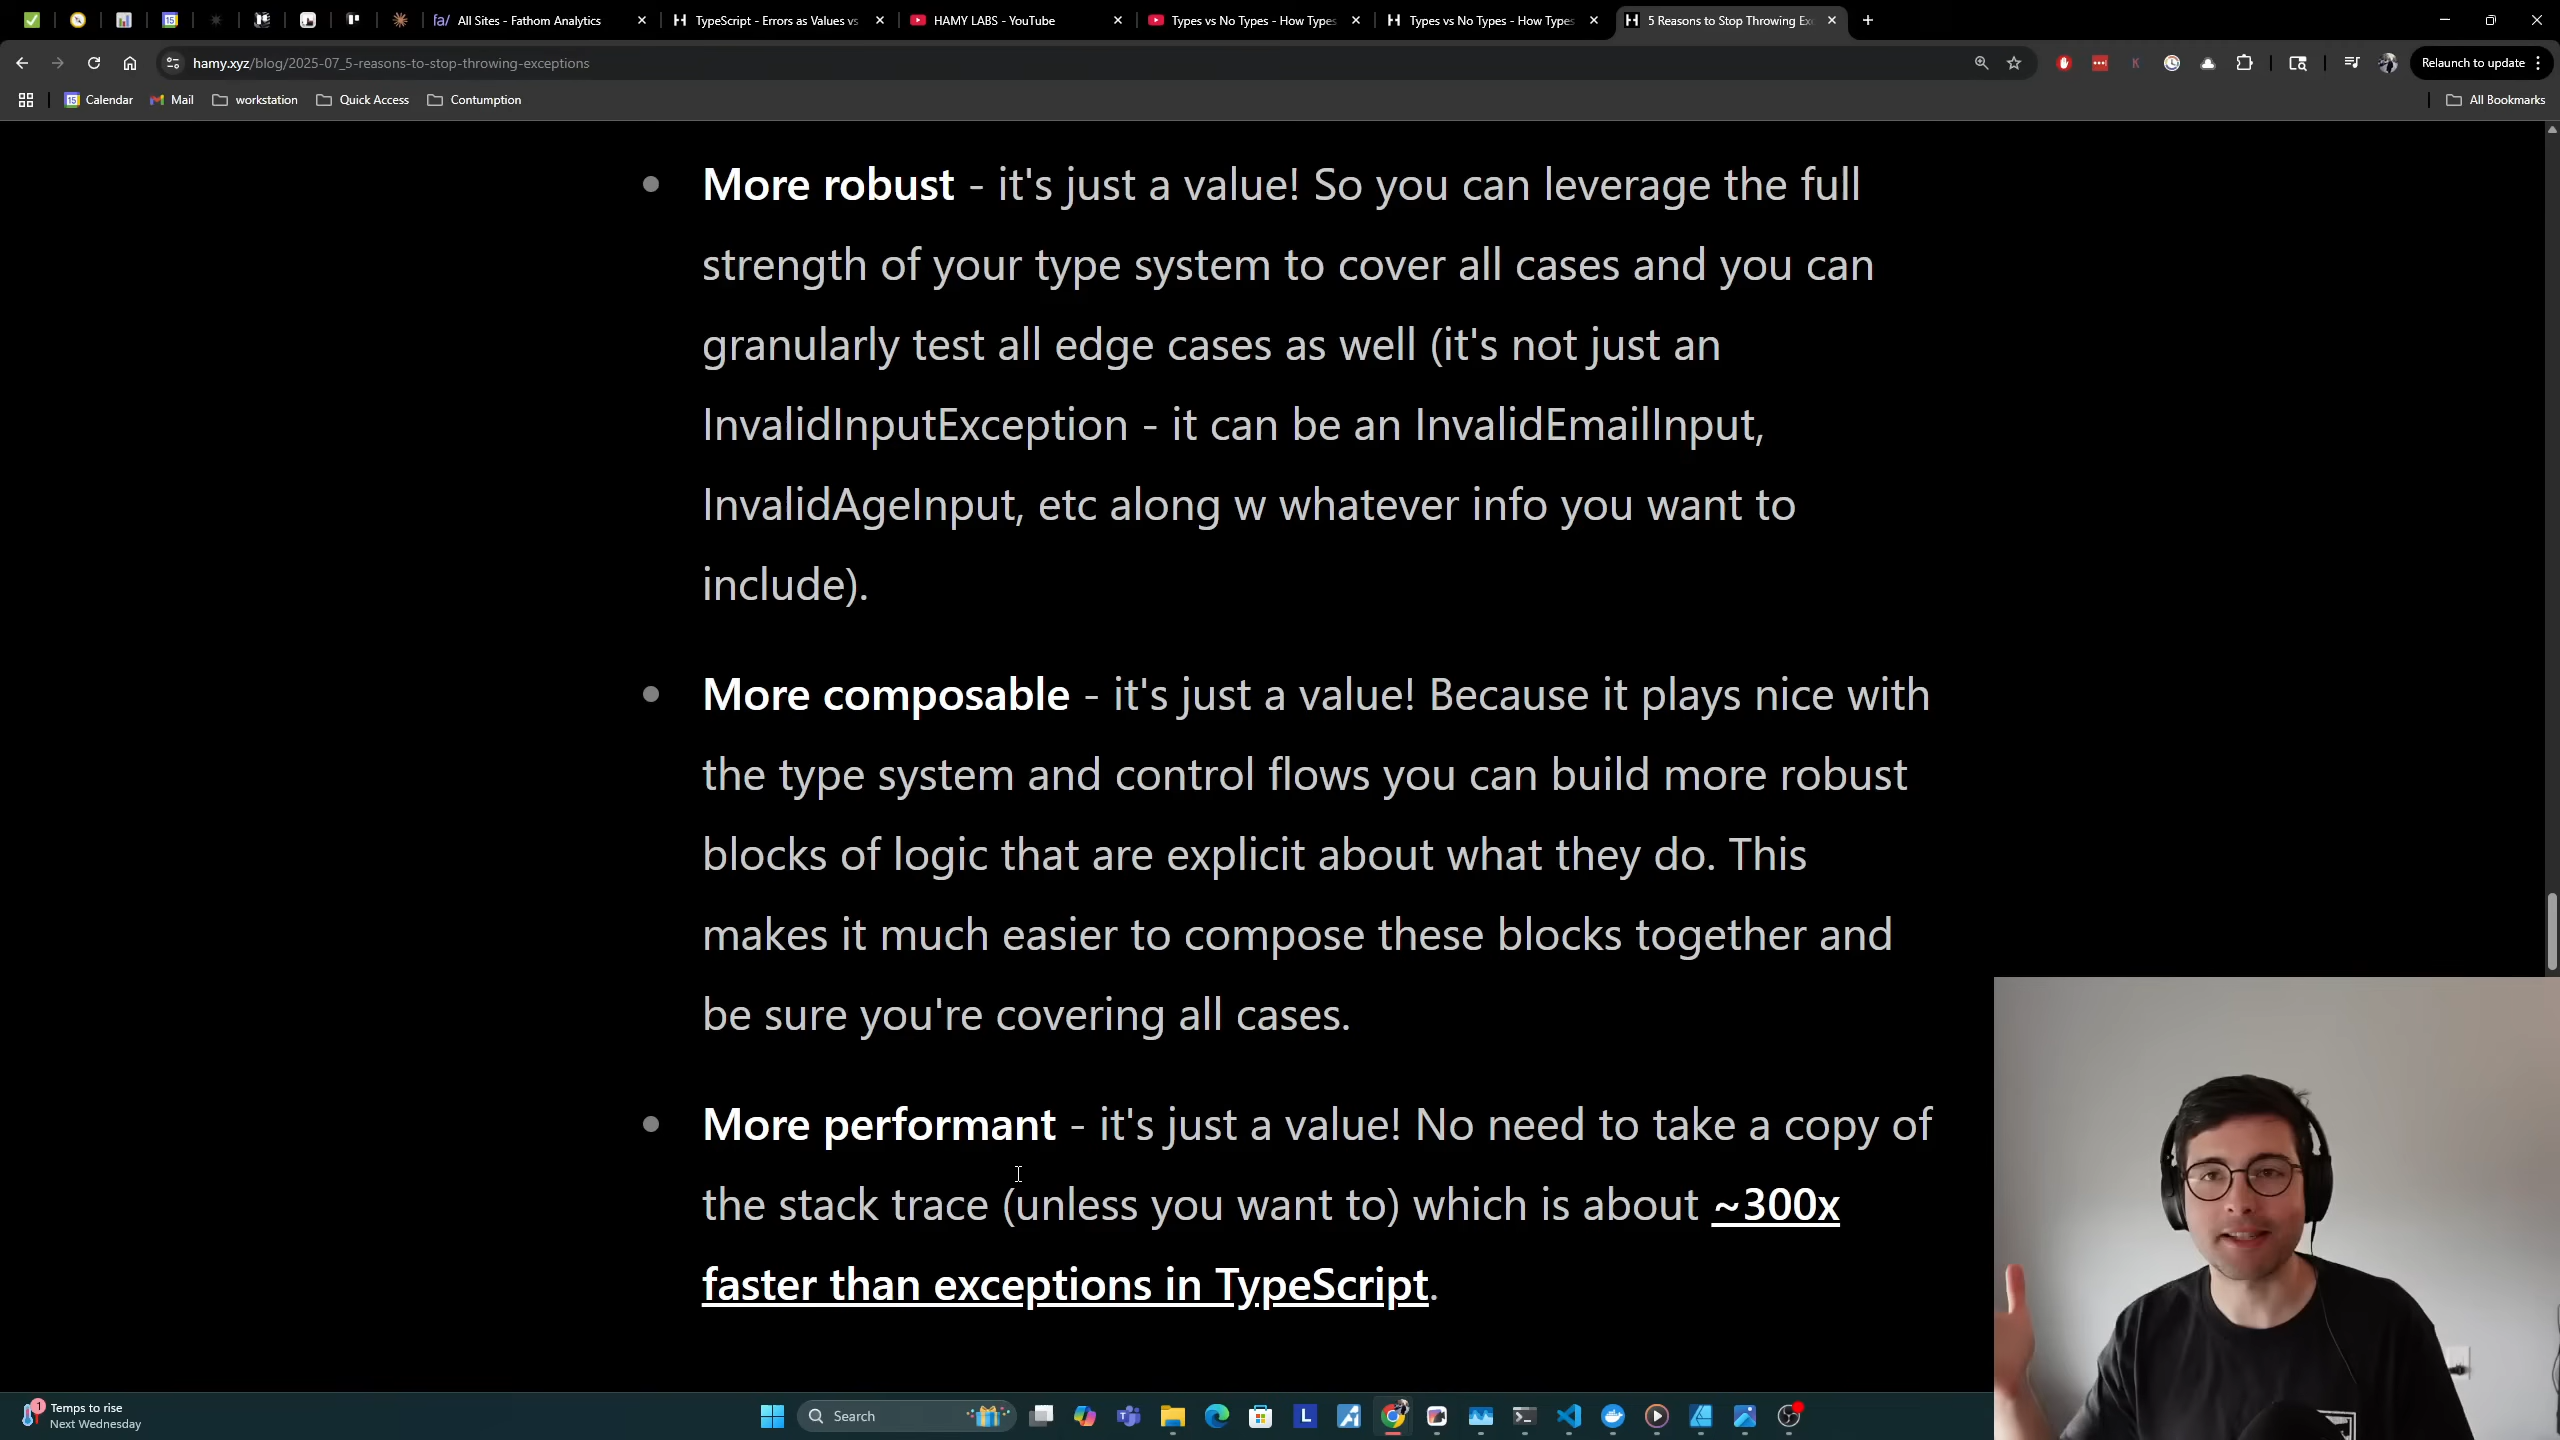 All Sites - Fathom Analytics
TypeScript - Errors as Values vs
HAMY LABS - YouTube
Types vs No Types - How Types
Types vs No Types - How Types
5 Reasons to Stop Throwing Ex
hamy.xyz/blog/2025-07_5-reasons-to-stop-throwing-exceptions
Relaunch to update
Calendar
Mail
workstation
Quick Access
Contumption
All Bookmarks
More robust - it's just a value! So you can leverage the full
strength of your type system to cover all cases and you can
granularly test all edge cases as well (it's not just an
InvalidInputException - it can be an InvalidEmailInput,
InvalidAgeInput, etc along w whatever info you want to
include).
More composable - it's just a value! Because it plays nice with
the type system and control flows you can build more robust
blocks of logic that are explicit about what they do. This
makes it much easier to compose these blocks together and
be sure you're covering all cases.
More performant - it's just a value! No need to take a copy of
the stack trace (unless you want to) which is about ~300x
faster than exceptions in TypeScript.
1
Temps to rise
Next Wednesday
Search